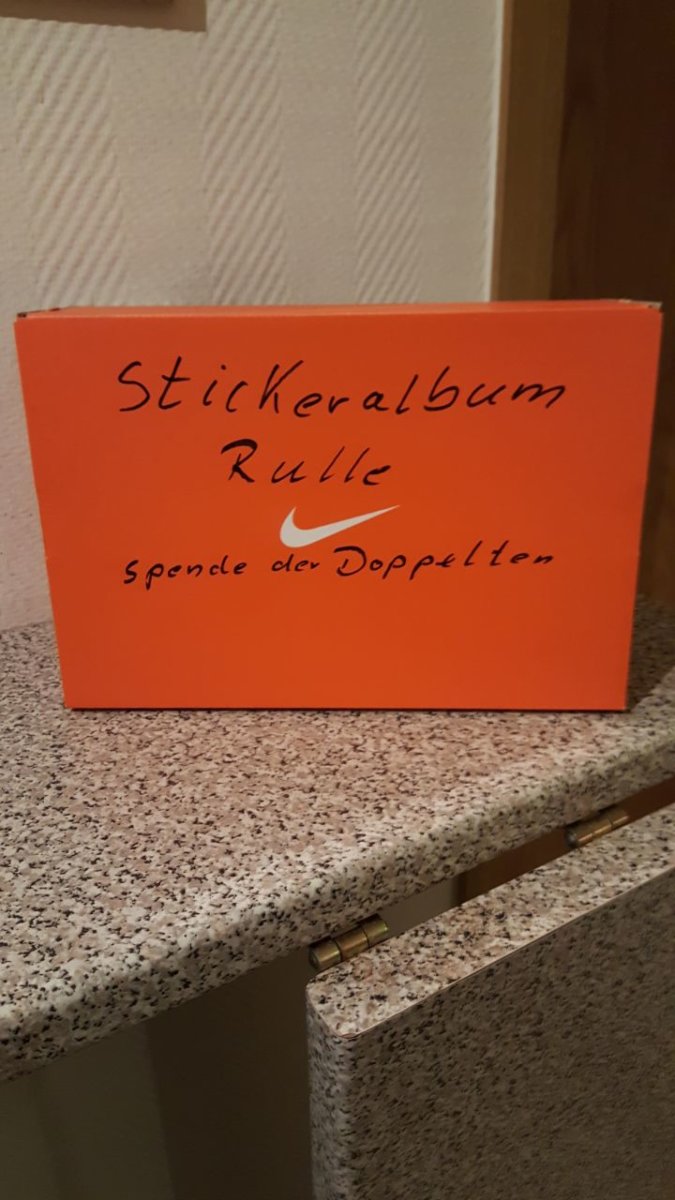 Stickeralbum
Rulle
Spende der Doppelten